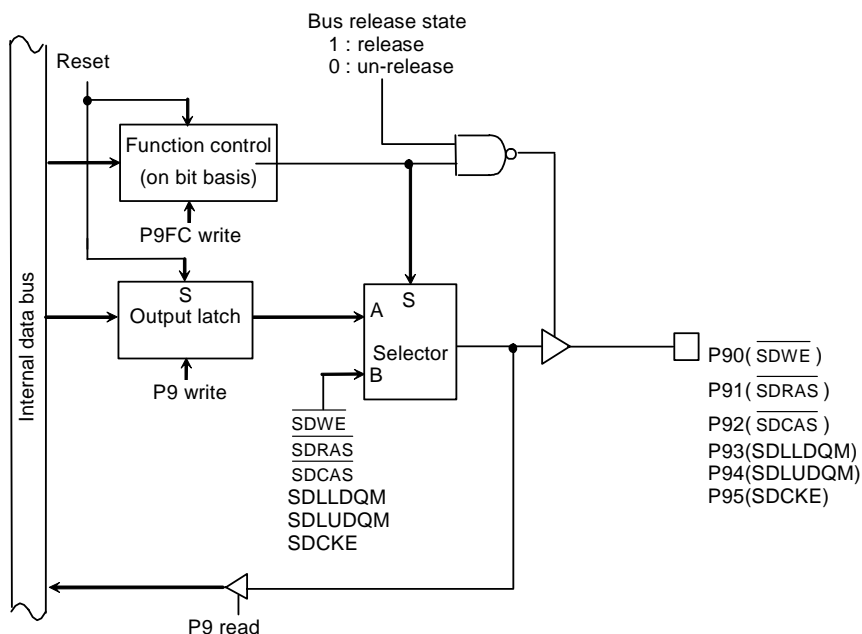 Bus release state
1 : release
0 : un-release
Reset
Function control
(on bit basis)
P9FC write
Internal data bus
S
Output latch
P9 write
S
A
Selector
B
SDWE
SDRAS
SDCAS
SDLLDQM
SDLUDQM
SDCKE
P90( SDWE )
P91( SDRAS )
P92( SDCAS )
P93(SDLLDQM)
P94(SDLUDQM)
P95(SDCKE)
P9 read